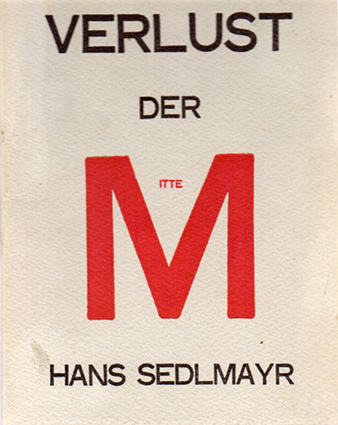 VERLUST
DER
MITTE
HANS SEDLMAYR